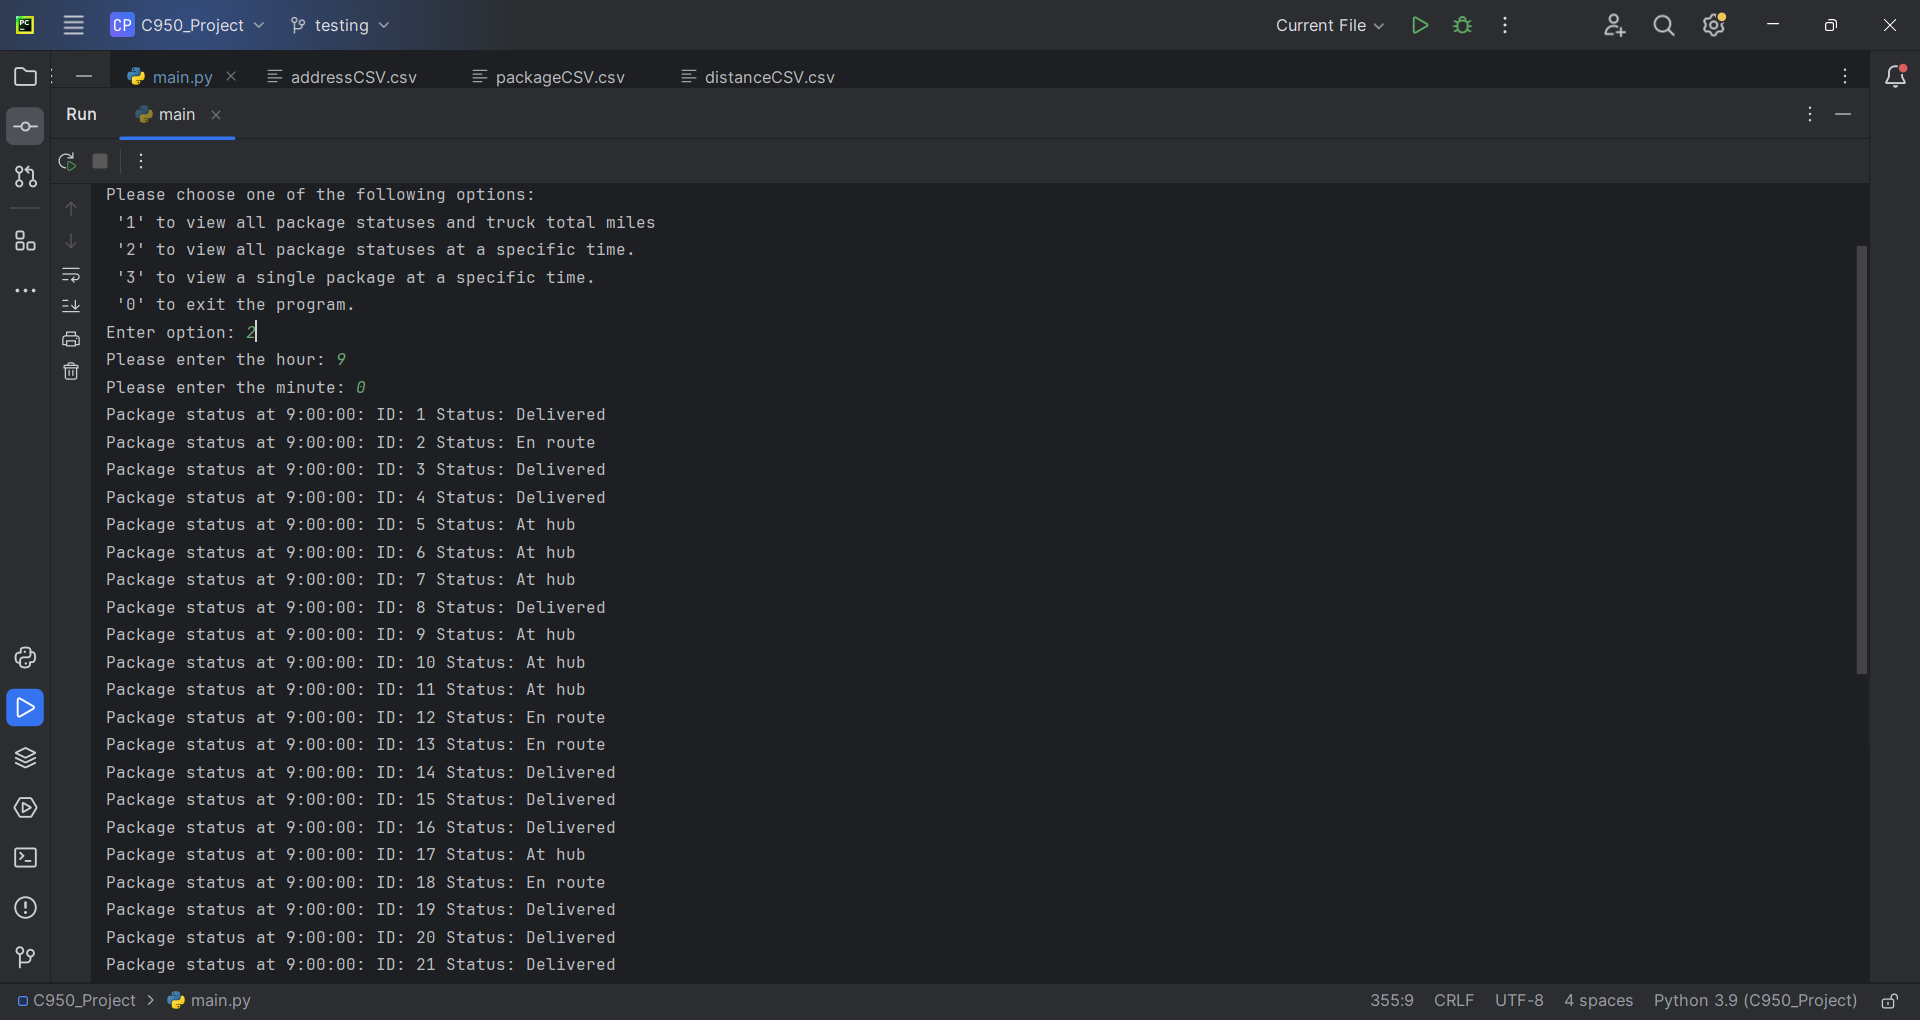 PC
CP C950_Project testing Current File
main.py addressCSV.csv packageCSV.csv distanceCSV.csv
Run main
Please choose one of the following options:
'1' to view all package statuses and truck total miles
'2' to view all package statuses at a specific time.
'3' to view a single package at a specific time.
'0' to exit the program.
Enter option: 2
Please enter the hour: 9
Please enter the minute: 0
Package status at 9:00:00: ID: 1 Status: Delivered
Package status at 9:00:00: ID: 2 Status: En route
Package status at 9:00:00: ID: 3 Status: Delivered
Package status at 9:00:00: ID: 4 Status: Delivered
Package status at 9:00:00: ID: 5 Status: At hub
Package status at 9:00:00: ID: 6 Status: At hub
Package status at 9:00:00: ID: 7 Status: At hub
Package status at 9:00:00: ID: 8 Status: Delivered
Package status at 9:00:00: ID: 9 Status: At hub
Package status at 9:00:00: ID: 10 Status: At hub
Package status at 9:00:00: ID: 11 Status: At hub
Package status at 9:00:00: ID: 12 Status: En route
Package status at 9:00:00: ID: 13 Status: En route
Package status at 9:00:00: ID: 14 Status: Delivered
Package status at 9:00:00: ID: 15 Status: Delivered
Package status at 9:00:00: ID: 16 Status: Delivered
Package status at 9:00:00: ID: 17 Status: At hub
Package status at 9:00:00: ID: 18 Status: En route
Package status at 9:00:00: ID: 19 Status: Delivered
Package status at 9:00:00: ID: 20 Status: Delivered
Package status at 9:00:00: ID: 21 Status: Delivered
C950_Project > main.py 355:9 CRLF UTF-8 4 spaces Python 3.9 (C950_Project)